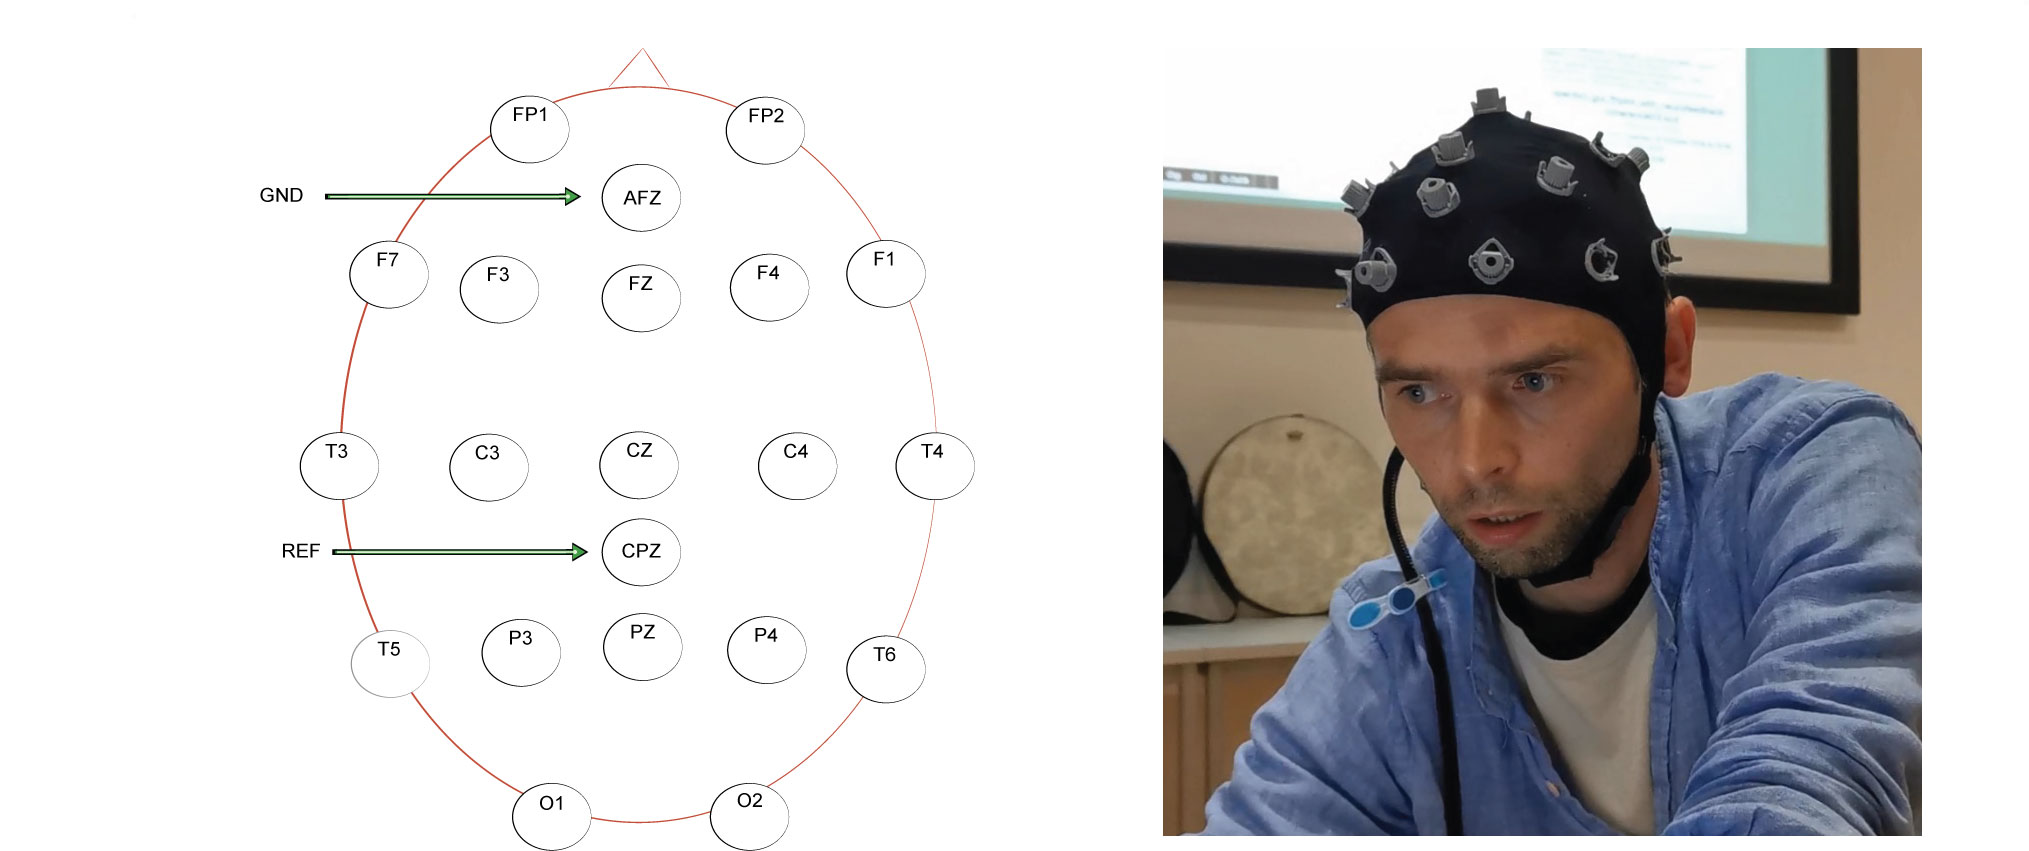 FP1 FP2
GND AFZ
F7 F3 FZ F4 F1
T3 C3 CZ C4 T4
REF CPZ
T5 P3 PZ P4 T6
O1 O2